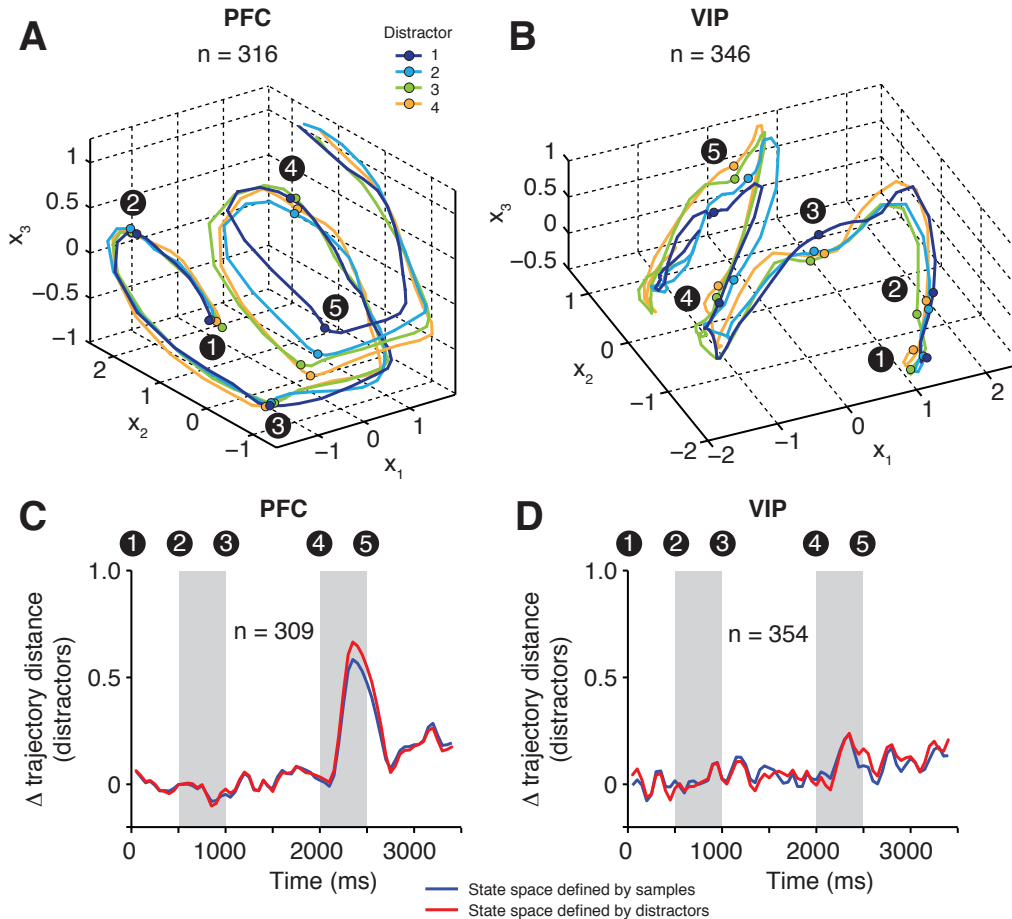 A
PFC
n = 316
Distractor
1
2
3
4
B
VIP
n = 346
1
0.5
0
−0.5
−1
x3
2
1
0
−1
x2
−1
0
1
x1
1
2
3
4
5
1
0.5
0
−0.5
x3
1
0
−1
−2
x2
−2
−1
0
1
2
x1
1
2
3
4
5
C
PFC
1
2
3
4
5
1.0
0.5
0
n = 309
Δ trajectory distance
(distractors)
0
1000
2000
3000
Time (ms)
D
VIP
1
2
3
4
5
1.0
0.5
0
n = 354
Δ trajectory distance
(distractors)
0
1000
2000
3000
Time (ms)
State space defined by samples
State space defined by distractors